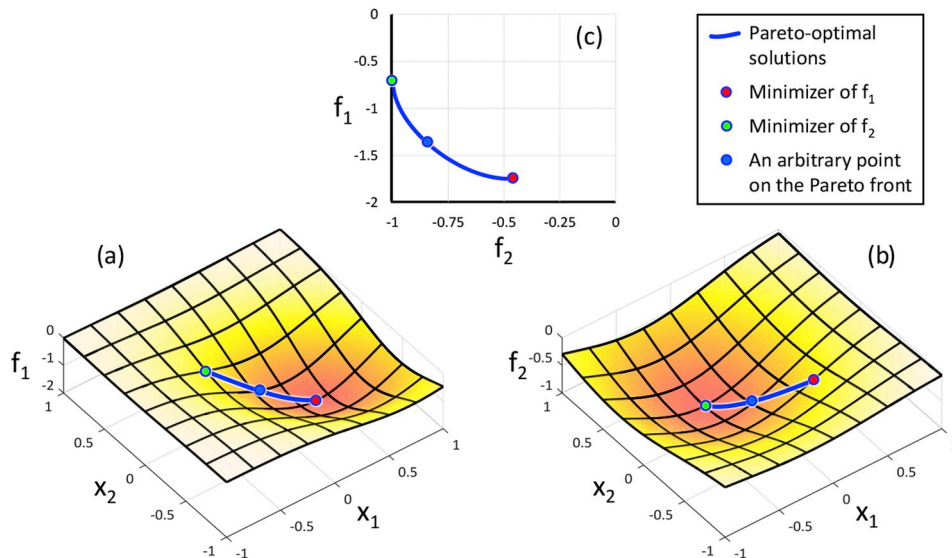 (c)
0
-0.5
-1
-1.5
-2
f1
-1 -0.75 -0.5 -0.25 0
f2
Pareto-optimal
solutions
Minimizer of f1
Minimizer of f2
An arbitrary point
on the Pareto front
(a)
0
-1
-2
f1
1
0.5
0
-0.5
-1
x2
-1
-0.5
0
0.5
1
x1
(b)
0
-0.5
-1
-1
f2
1
0.5
0
-0.5
-1
x2
-1
-0.5
0
0.5
1
x1